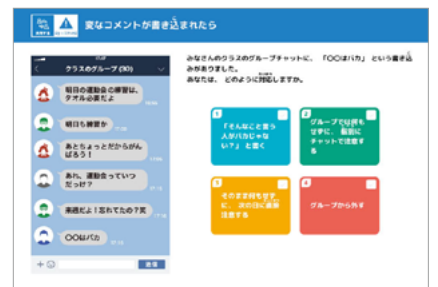 変なコメントが書き込まれたら
クラスのグループ (30)
明日の運動会の練習は、
タオル必要だよ
明日も練習か
あとちょっとだからがん
ばろう！
あれ、運動会っていつ
だっけ？
来週だよ！忘れてたの？笑
〇〇はバカ
送信
みなさんのクラスのグループチャットに、「〇〇はバカ」という書き込
みがありました。
あなたは、どのように対応しますか。
1
「そんなこと言う
人がバカじゃな
い？」と書く
2
グループでは何も
せずに、個別に
チャットで注意す
る
3
そのまま何もせず
に、次の日に直接
注意する
4
グループから外す